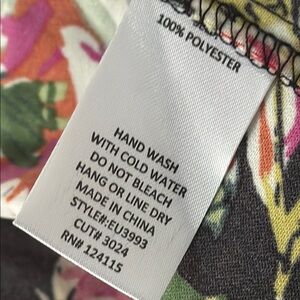 100% POLYESTER
HAND WASH
WITH COLD WATER
DO NOT BLEACH
HANG OR LINE DRY
MADE IN CHINA
STYLE#:EU3993
CUT# 3024
RN# 124115